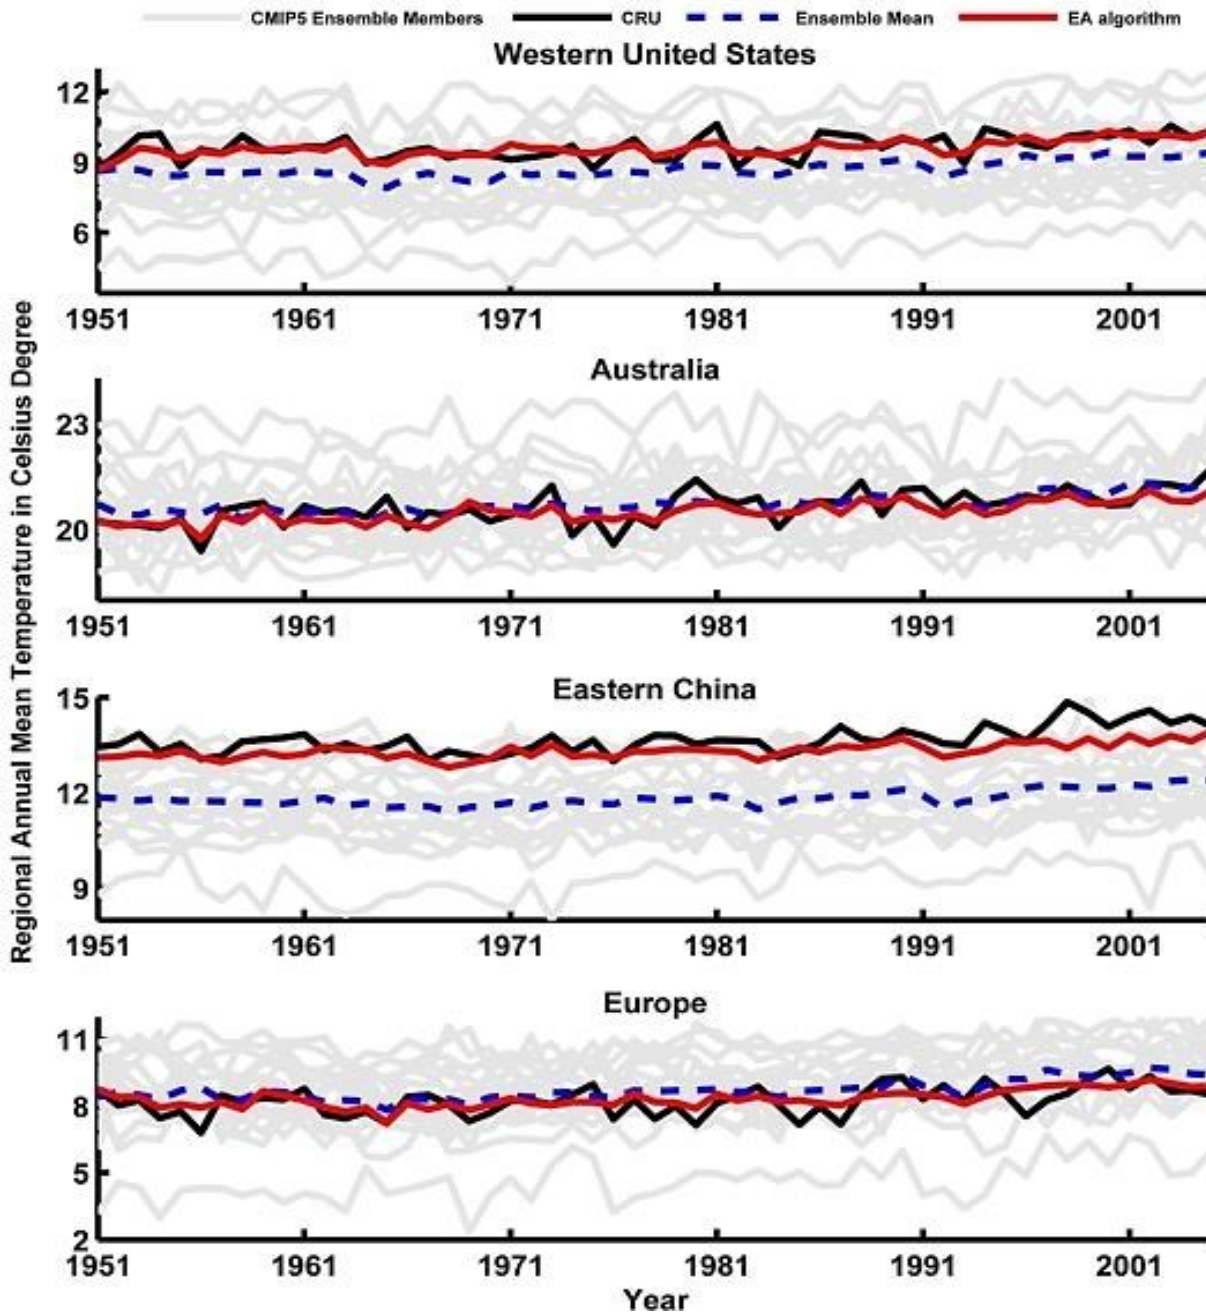 CMIP5 Ensemble Members CRU Ensemble Mean EA algorithm
Regional Annual Mean Temperature in Celsius Degree
Western United States
12
9
6
1951 1961 1971 1981 1991 2001
Australia
23
20
1951 1961 1971 1981 1991 2001
Eastern China
15
12
9
1951 1961 1971 1981 1991 2001
Europe
11
8
5
2
1951 1961 1971 1981 1991 2001
Year